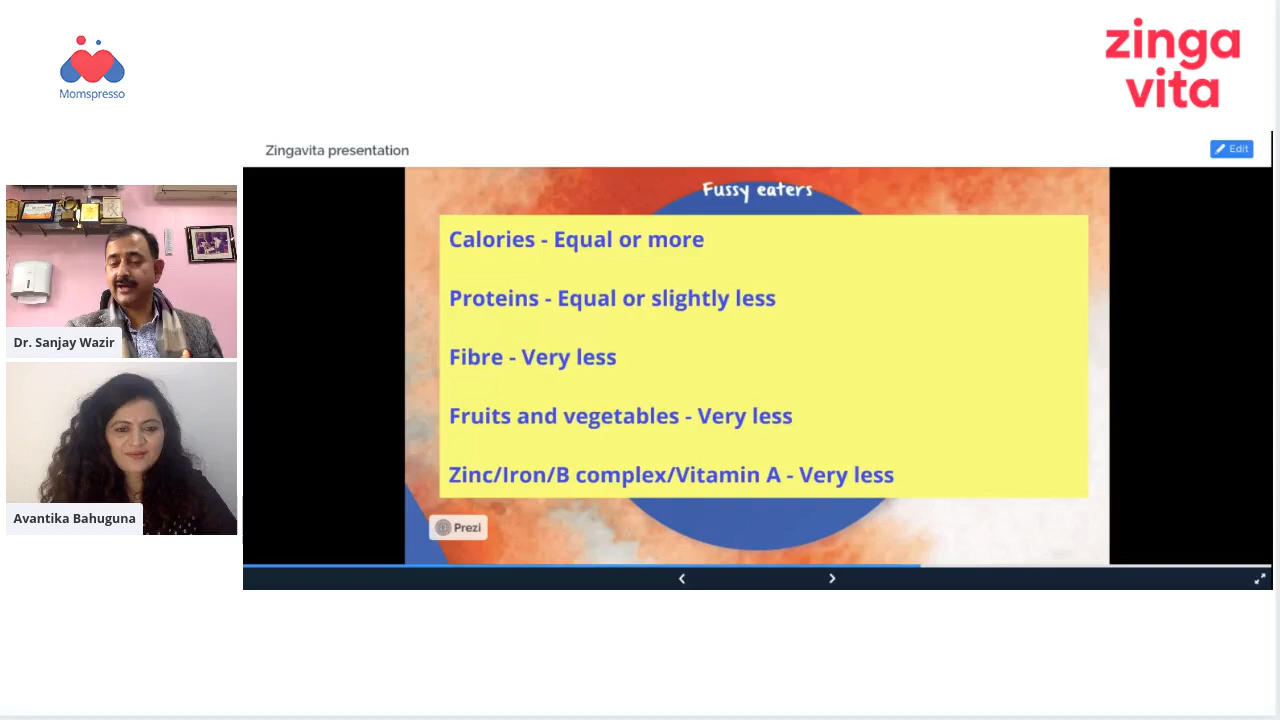 Momspresso
zinga
vita
Zingavita presentation
Edit
Fussy eaters
Calories - Equal or more
Proteins - Equal or slightly less
Fibre - Very less
Fruits and vegetables - Very less
Zinc/Iron/B complex/Vitamin A - Very less
Prezi
Dr. Sanjay Wazir
Avantika Bahuguna